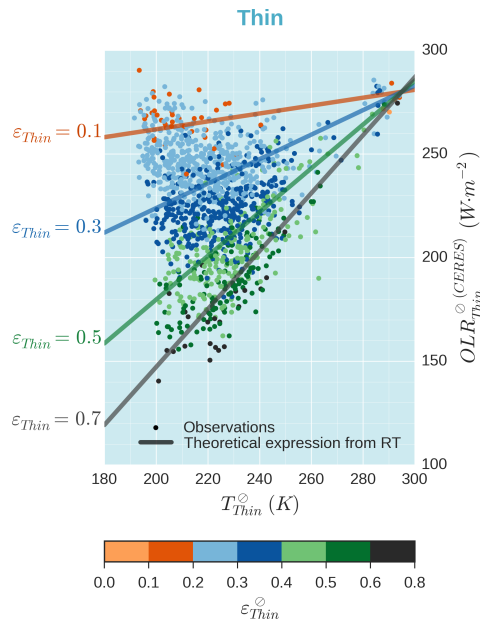 Thin
300
250
200
150
100
ε_Thin = 0.1
ε_Thin = 0.3
ε_Thin = 0.5
ε_Thin = 0.7
OLR_Thin^⊘ (CERES) (W·m⁻²)
Observations
Theoretical expression from RT
180 200 220 240 260 280 300
T_Thin^⊘ (K)
0.0 0.1 0.2 0.3 0.4 0.5 0.6 0.8
ε_Thin^⊘